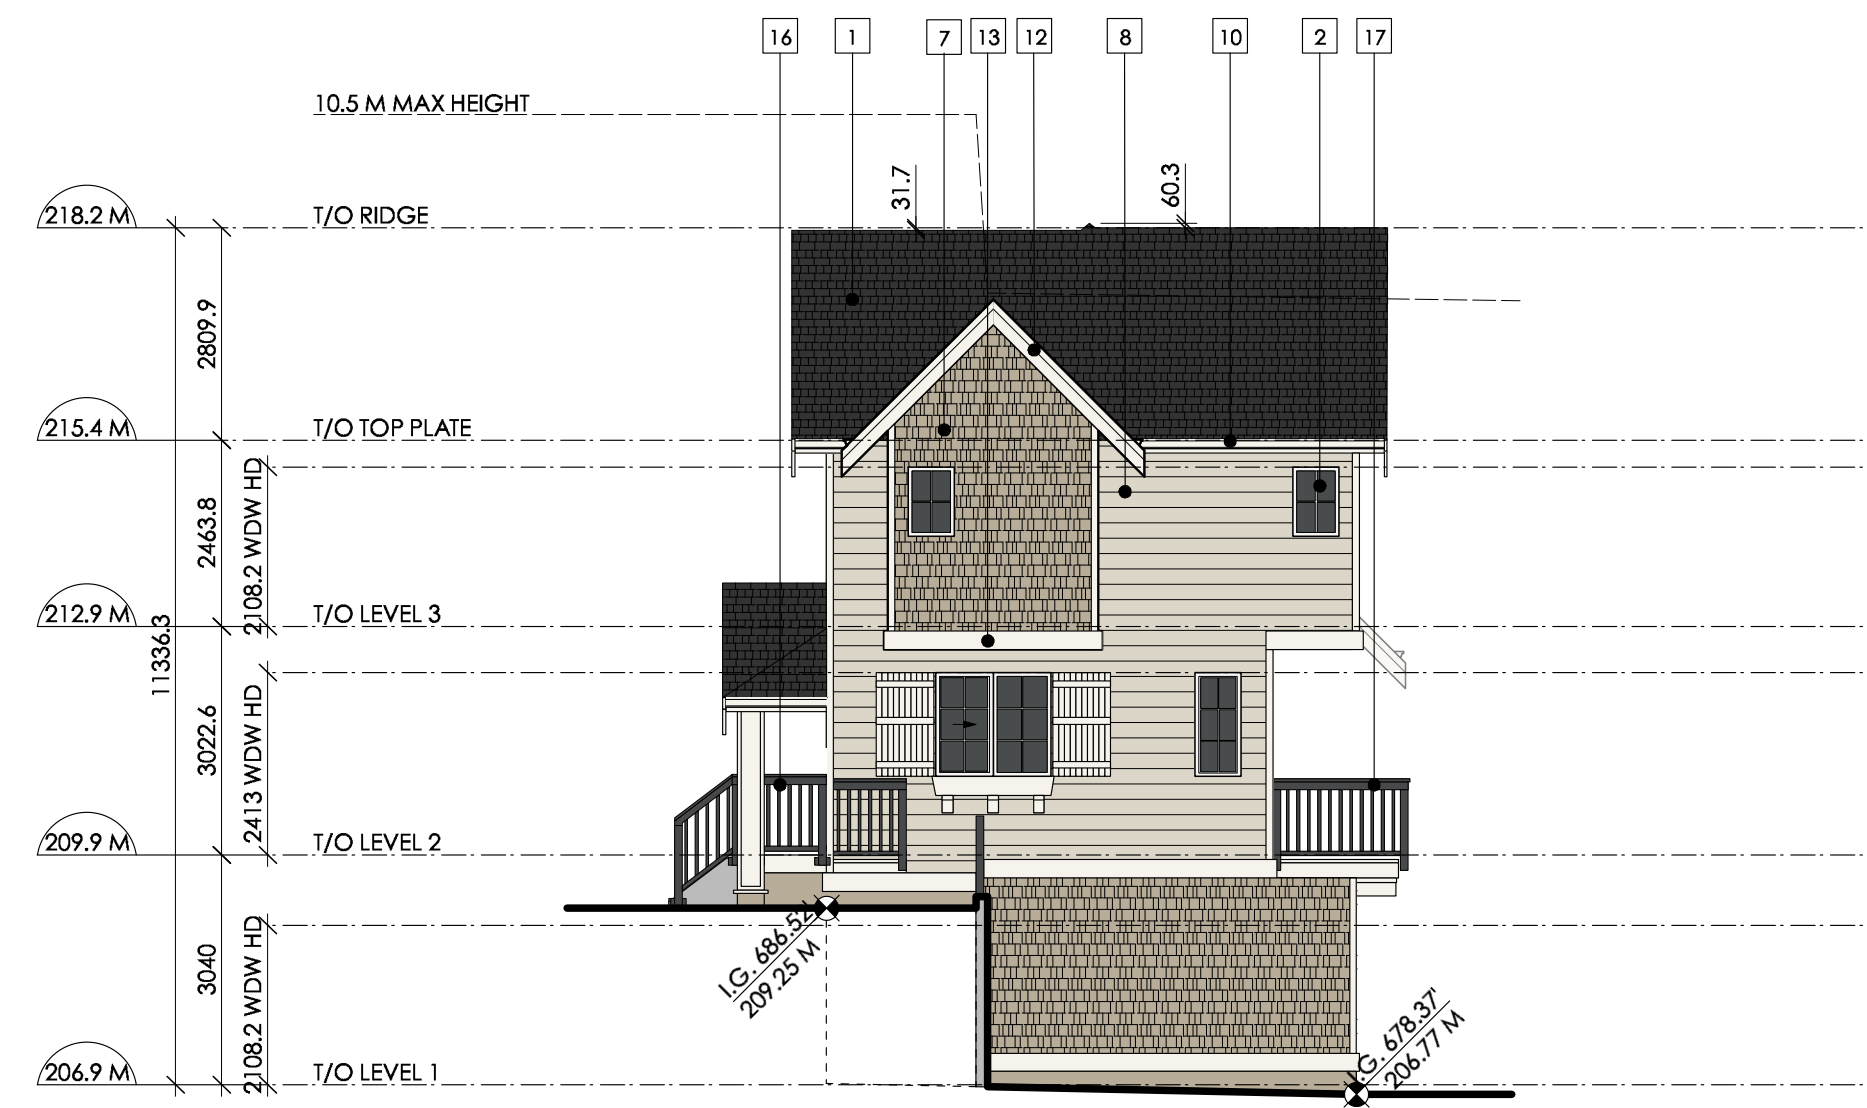 16 1 7 13 12 8 10 2 17
10.5 M MAX HEIGHT
31.7
60.3
218.2 M
T/O RIDGE
2809.9
215.4 M
T/O TOP PLATE
2463.8
2108.2 WDW HD
212.9 M
T/O LEVEL 3
11336.3
3022.6
2413 WDW HD
209.9 M
T/O LEVEL 2
I.G. 686.52'
209.25 M
3040
2108.2 WDW HD
I.G. 678.37'
206.77 M
206.9 M
T/O LEVEL 1